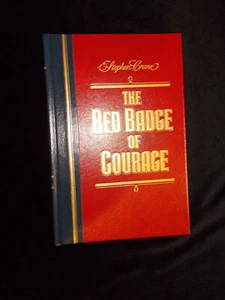 Stephen Crane
THE
RED BADGE
OF
COURAGE